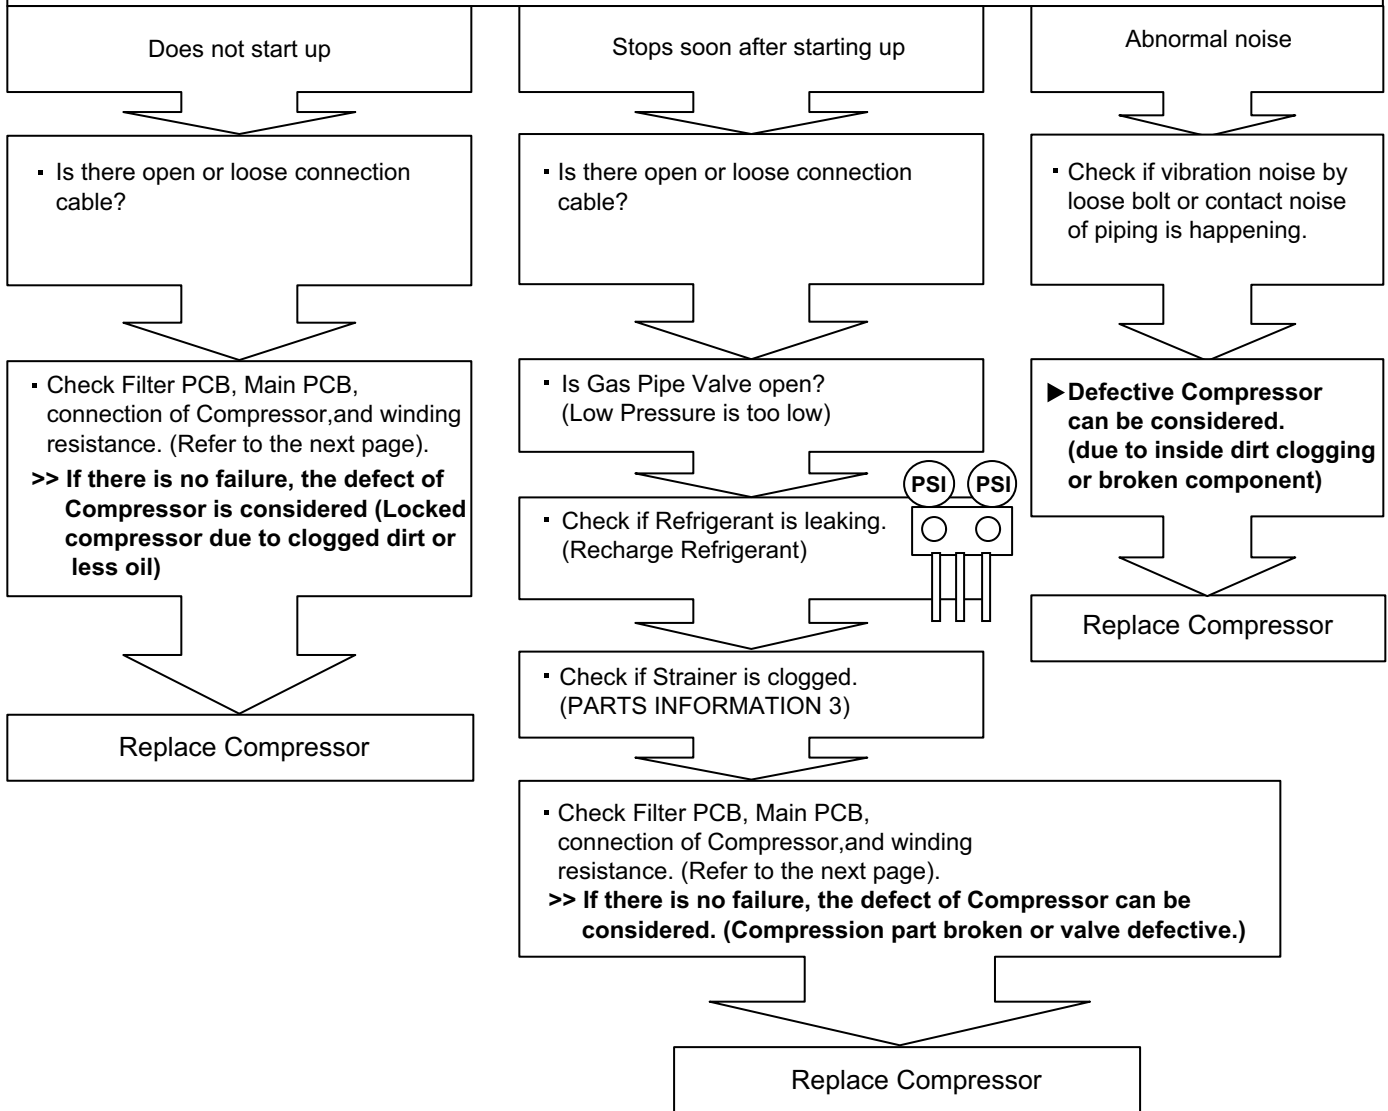 Does not start up
Is there open or loose connection
cable?
Check Filter PCB, Main PCB,
connection of Compressor,and winding
resistance. (Refer to the next page).
>> If there is no failure, the defect of
Compressor is considered (Locked
compressor due to clogged dirt or
less oil)
Replace Compressor
Stops soon after starting up
Is there open or loose connection
cable?
Is Gas Pipe Valve open?
(Low Pressure is too low)
Check if Refrigerant is leaking.
(Recharge Refrigerant)
PSI PSI
Check if Strainer is clogged.
(PARTS INFORMATION 3)
Check Filter PCB, Main PCB,
connection of Compressor,and winding
resistance. (Refer to the next page).
>> If there is no failure, the defect of Compressor can be
considered. (Compression part broken or valve defective.)
Replace Compressor
Abnormal noise
Check if vibration noise by
loose bolt or contact noise
of piping is happening.
Defective Compressor
can be considered.
(due to inside dirt clogging
or broken component)
Replace Compressor